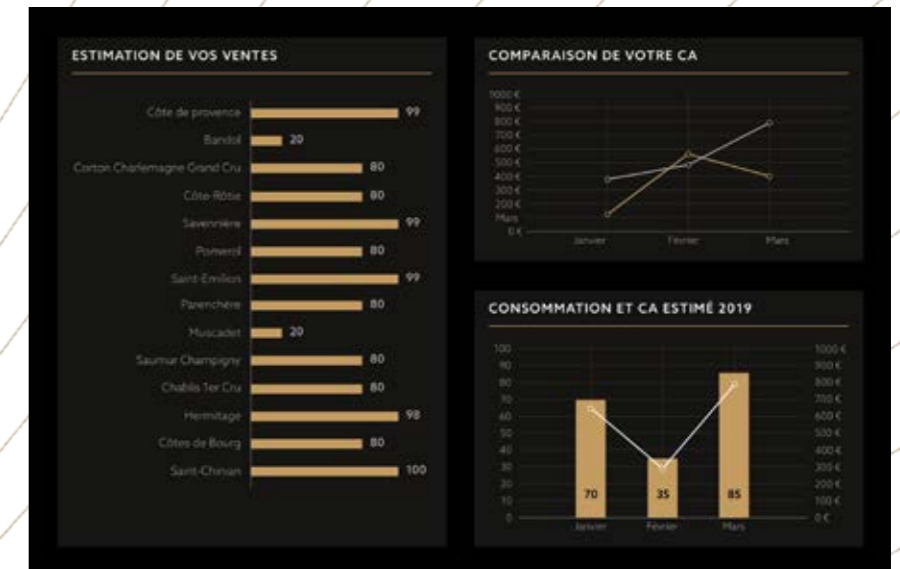 ESTIMATION DE VOS VENTES
Côte de provence 99
Bandol 20
Corton Charlemagne Grand Cru 80
Côte-Rôtie 80
Savennière 99
Pomerol 80
Saint-Emilion 99
Parenchère 80
Muscadet 20
Saumur Champigny 80
Chablis 1er Cru 80
Hermitage 98
Côtes de Bourg 80
Saint-Chinian 100
COMPARAISON DE VOTRE CA
1000 €
900 €
800 €
700 €
600 €
500 €
400 €
300 €
200 €
Mars
0 €
Janvier Février Mars
CONSOMMATION ET CA ESTIMÉ 2019
100 1000 €
90 900 €
80 800 €
70 700 €
60 600 €
50 500 €
40 400 €
30 300 €
20 200 €
10 100 €
0 0 €
70 35 85
Janvier Février Mars